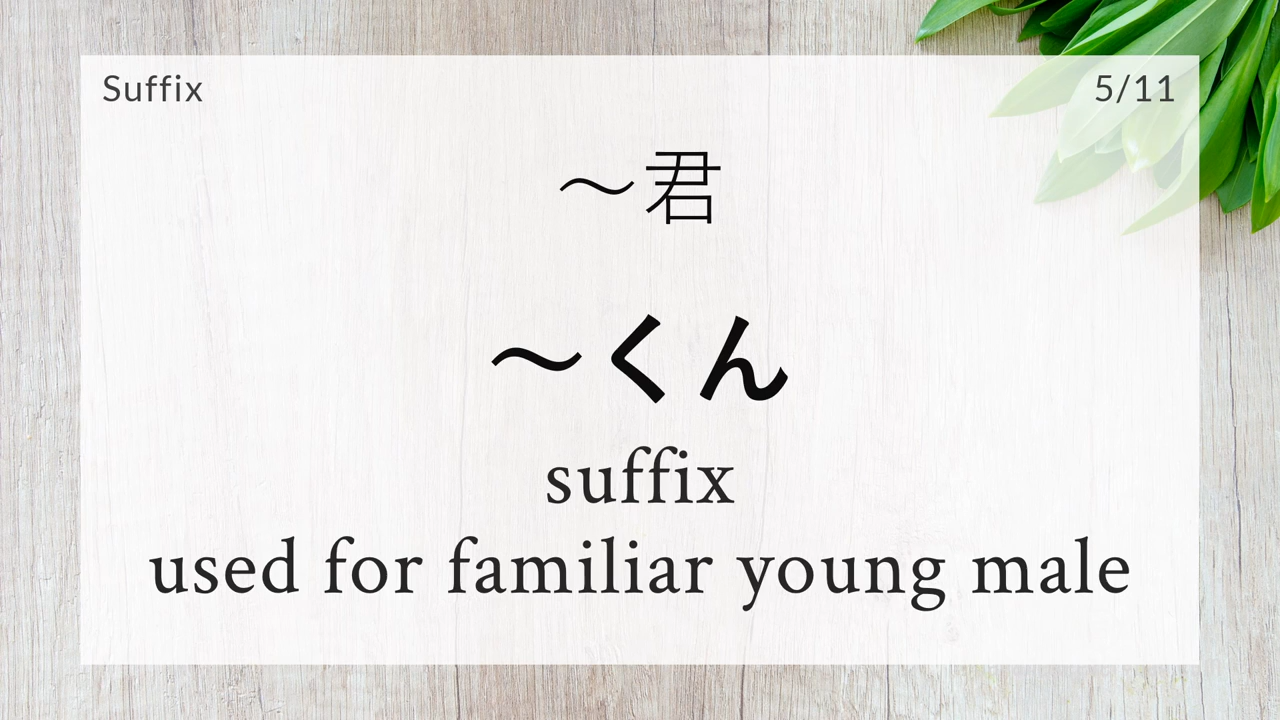 Suffix
5/11
～君
～くん
suffix
used for familiar young male